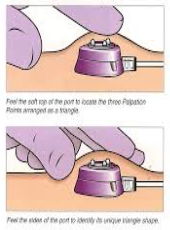 Feel the soft top of the port to locate the three Palpation
Points arranged as a triangle.
Feel the sides of the port to identify its unique triangle shape.